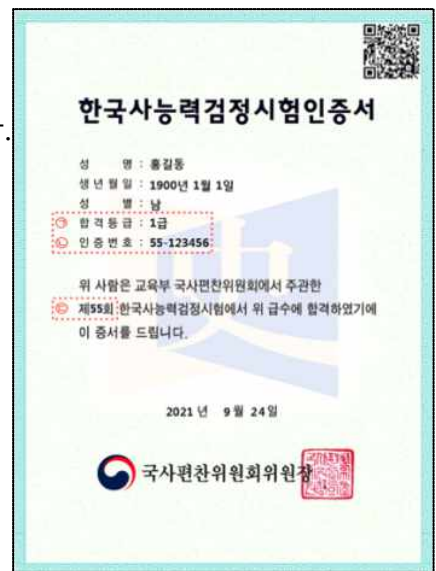 한국사능력검정시험인증서
성 명 : 홍길동
생년월일 : 1900년 1월 1일
성 별 : 남
㉠ 합격등급 : 1급
㉡ 인증번호 : 55-123456
위 사람은 교육부 국사편찬위원회에서 주관한
㉢ 제55회 한국사능력검정시험에서 위 급수에 합격하였기에
이 증서를 드립니다.
2021년 9월 24일
국사편찬위원회위원장